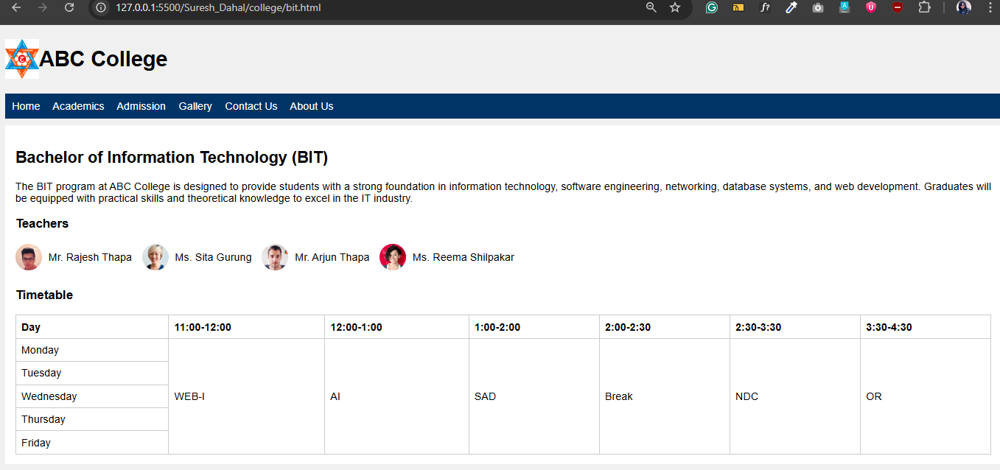 127.0.0.1:5500/Suresh_Dahal/college/bit.html
ABC College
Home Academics Admission Gallery Contact Us About Us
Bachelor of Information Technology (BIT)
The BIT program at ABC College is designed to provide students with a strong foundation in information technology, software engineering, networking, database systems, and web development. Graduates will
be equipped with practical skills and theoretical knowledge to excel in the IT industry.
Teachers
Mr. Rajesh Thapa Ms. Sita Gurung Mr. Arjun Thapa Ms. Reema Shilpakar
Timetable
Day 11:00-12:00 12:00-1:00 1:00-2:00 2:00-2:30 2:30-3:30 3:30-4:30
Monday
Tuesday
Wednesday WEB-I AI SAD Break NDC OR
Thursday
Friday